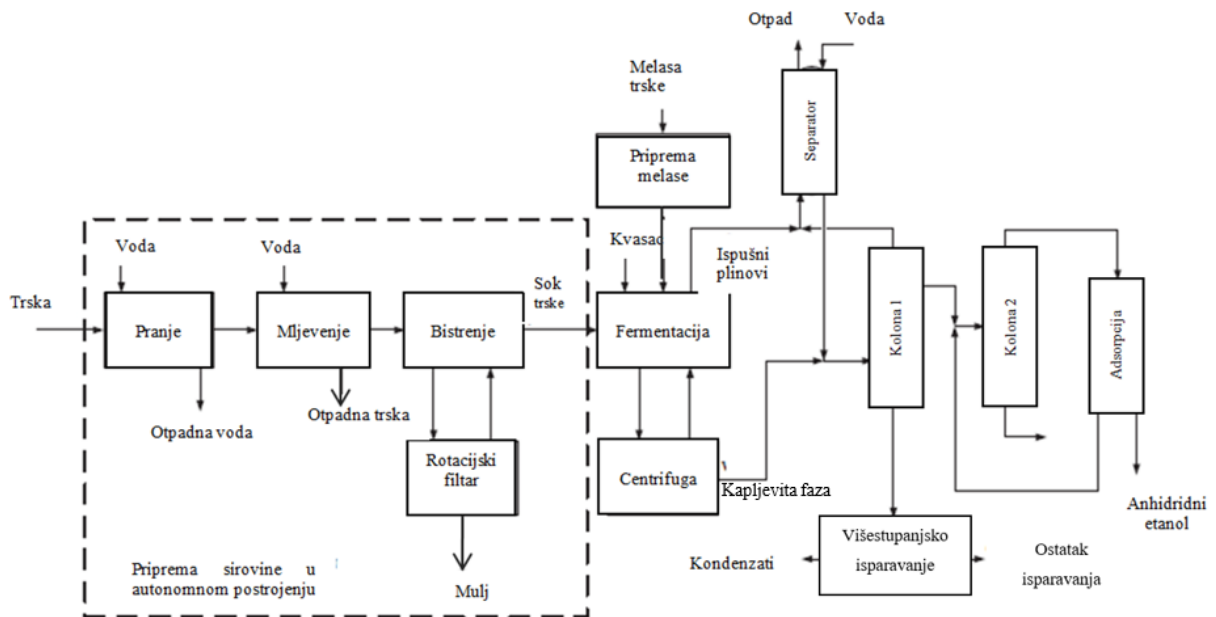 Otpad
Voda
Melasa
trske
Separator
Priprema
melase
Voda
Voda
Kvasac
Ispušni
plinovi
Trska
Sok
trske
Pranje
Mljevenje
Bistrenje
Fermentacija
Kolona 1
Kolona 2
Adsorpcija
Otpadna voda
Otpadna trska
Rotacijski
filtar
Centrifuga
Kapljevita faza
Anhidridni
etanol
Višestupanjsko
isparavanje
Kondenzati
Ostatak
isparavanja
Priprema sirovine u
autonomnom postrojenju
Mulj